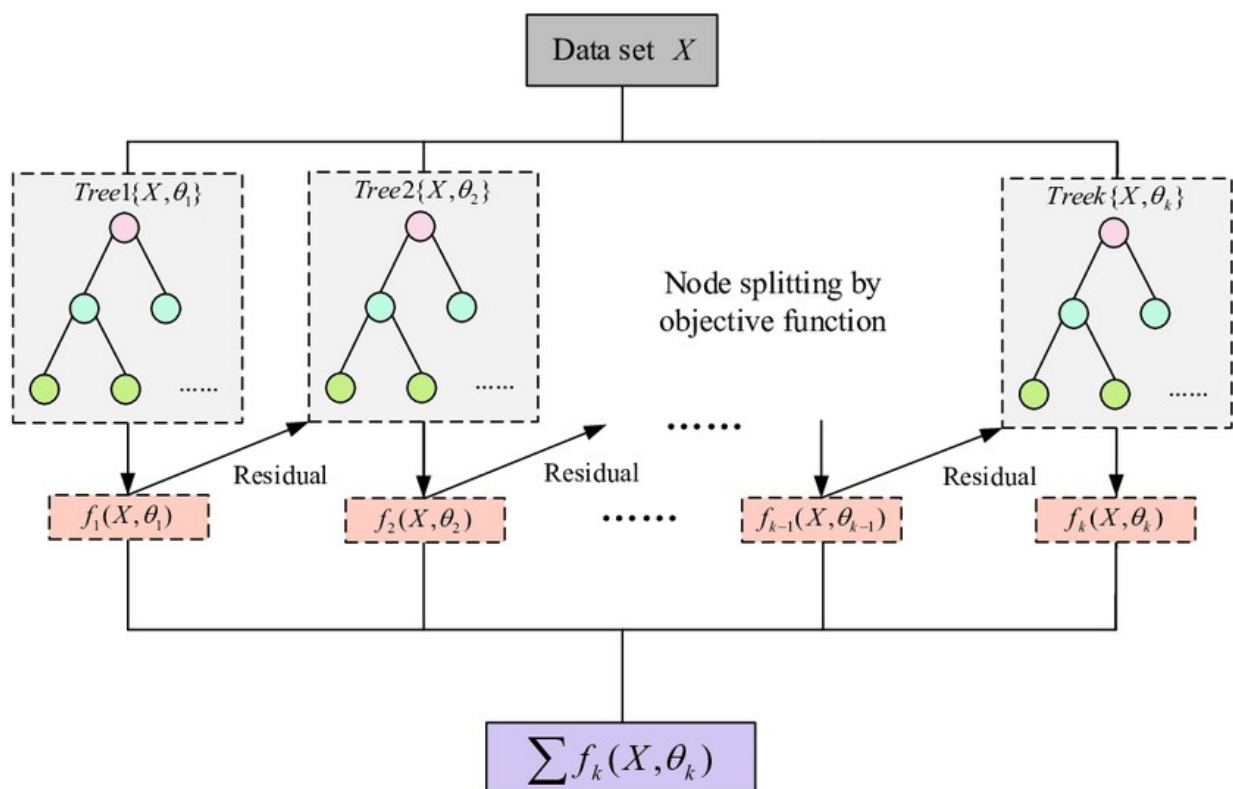 Data set X
Tree1{X,θ₁}
Tree2{X,θ₂}
Treek{X,θₖ}
Node splitting by
objective function
......
......
......
......
Residual
Residual
Residual
f₁(X,θ₁)
f₂(X,θ₂)
......
fₖ₋₁(X,θₖ₋₁)
fₖ(X,θₖ)
∑fₖ(X,θₖ)